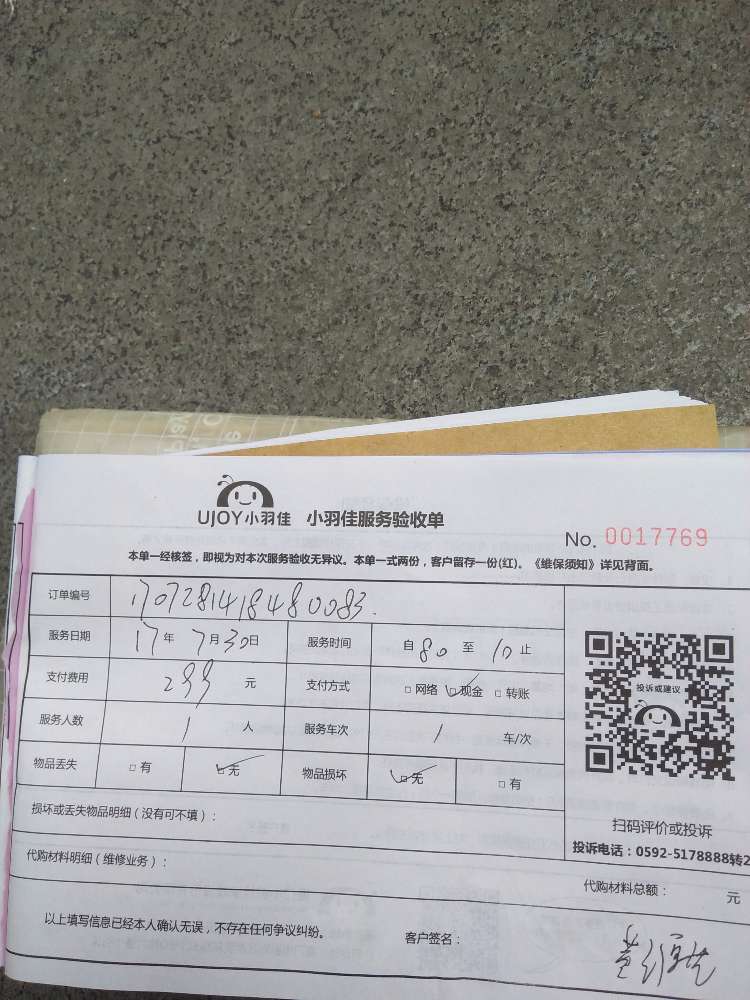 UJOY小羽佳 小羽佳服务验收单
No. 0017769
本单一经核签，即视为对本次服务验收无异议。本单一式两份，客户留存一份(红)。《维保须知》详见背面。
订单编号 17072814184480083.
服务日期 17年 7月30日 服务时间 自 80 至 10 止
支付费用 299 元 支付方式 □网络 ☑现金 □转账
投诉或建议
服务人数 1 人 服务车次 1 车/次
物品丢失 □有 ☑无 物品损坏 ☑无 □有
损坏或丢失物品明细（没有可不填）：
扫码评价或投诉
投诉电话：0592-5178888转2
代购材料明细（维修业务）：
代购材料总额： 元
以上填写信息已经本人确认无误，不存在任何争议纠纷。 客户签名：